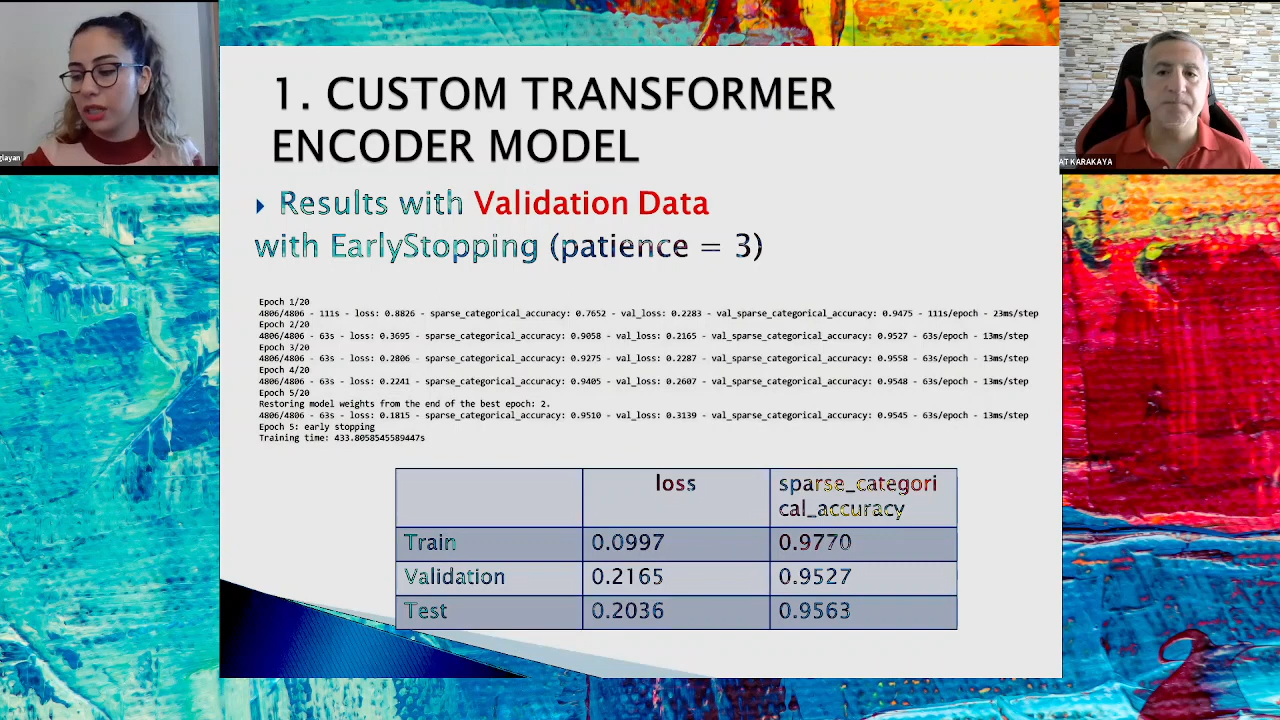 1. CUSTOM TRANSFORMER
ENCODER MODEL
Results with Validation Data
with EarlyStopping (patience = 3)
Epoch 1/20
4806/4806 - 111s - loss: 0.8826 - sparse_categorical_accuracy: 0.7652 - val_loss: 0.2283 - val_sparse_categorical_accuracy: 0.9475 - 111s/epoch - 23ms/step
Epoch 2/20
4806/4806 - 63s - loss: 0.3695 - sparse_categorical_accuracy: 0.9058 - val_loss: 0.2165 - val_sparse_categorical_accuracy: 0.9527 - 63s/epoch - 13ms/step
Epoch 3/20
4806/4806 - 63s - loss: 0.2806 - sparse_categorical_accuracy: 0.9275 - val_loss: 0.2287 - val_sparse_categorical_accuracy: 0.9558 - 63s/epoch - 13ms/step
Epoch 4/20
4806/4806 - 63s - loss: 0.2241 - sparse_categorical_accuracy: 0.9405 - val_loss: 0.2607 - val_sparse_categorical_accuracy: 0.9548 - 63s/epoch - 13ms/step
Epoch 5/20
Restoring model weights from the end of the best epoch: 2.
4806/4806 - 63s - loss: 0.1815 - sparse_categorical_accuracy: 0.9510 - val_loss: 0.3139 - val_sparse_categorical_accuracy: 0.9545 - 63s/epoch - 13ms/step
Epoch 5: early stopping
Training time: 433.8058545589447s
loss sparse_categori
cal_accuracy
Train 0.0997 0.9770
Validation 0.2165 0.9527
Test 0.2036 0.9563
glayan
AT KARAKAYA